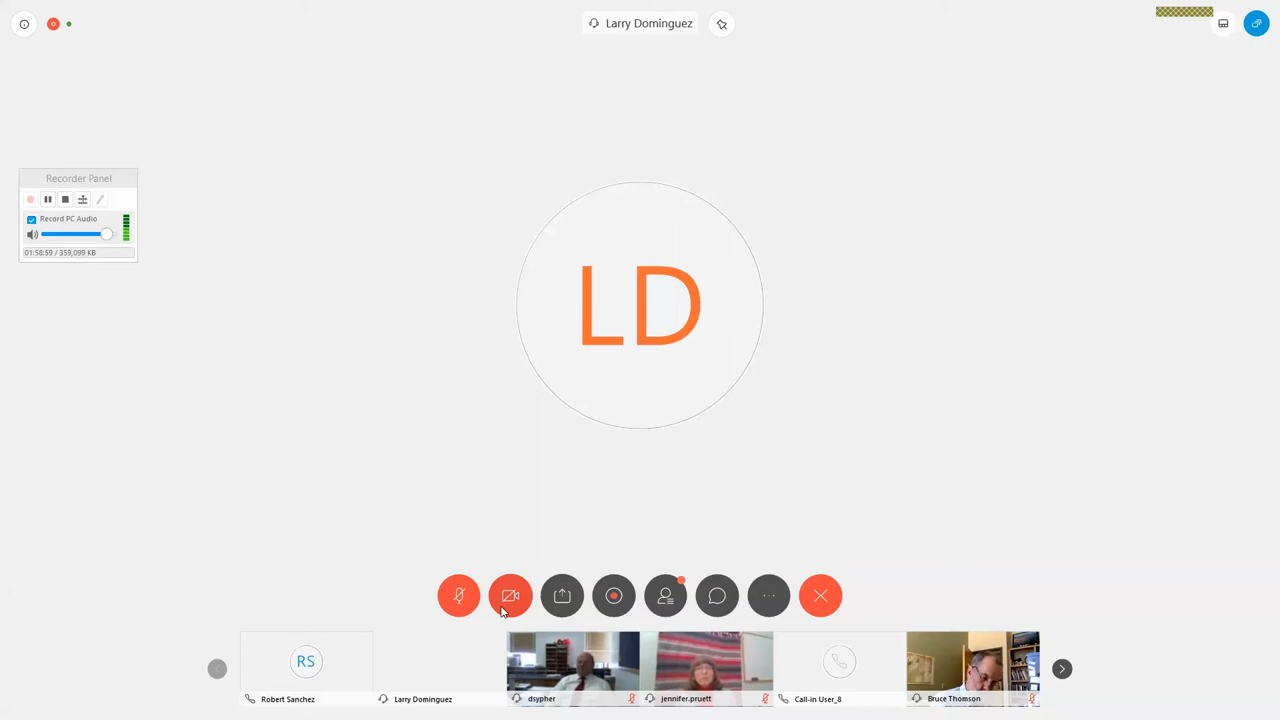 Larry Dominguez
Recorder Panel
Record PC Audio
01:58:59 / 359,099 KB
LD
RS
Robert Sanchez
Larry Dominguez
dsypher
jennifer.pruett
Call-in User_8
Bruce Thomson